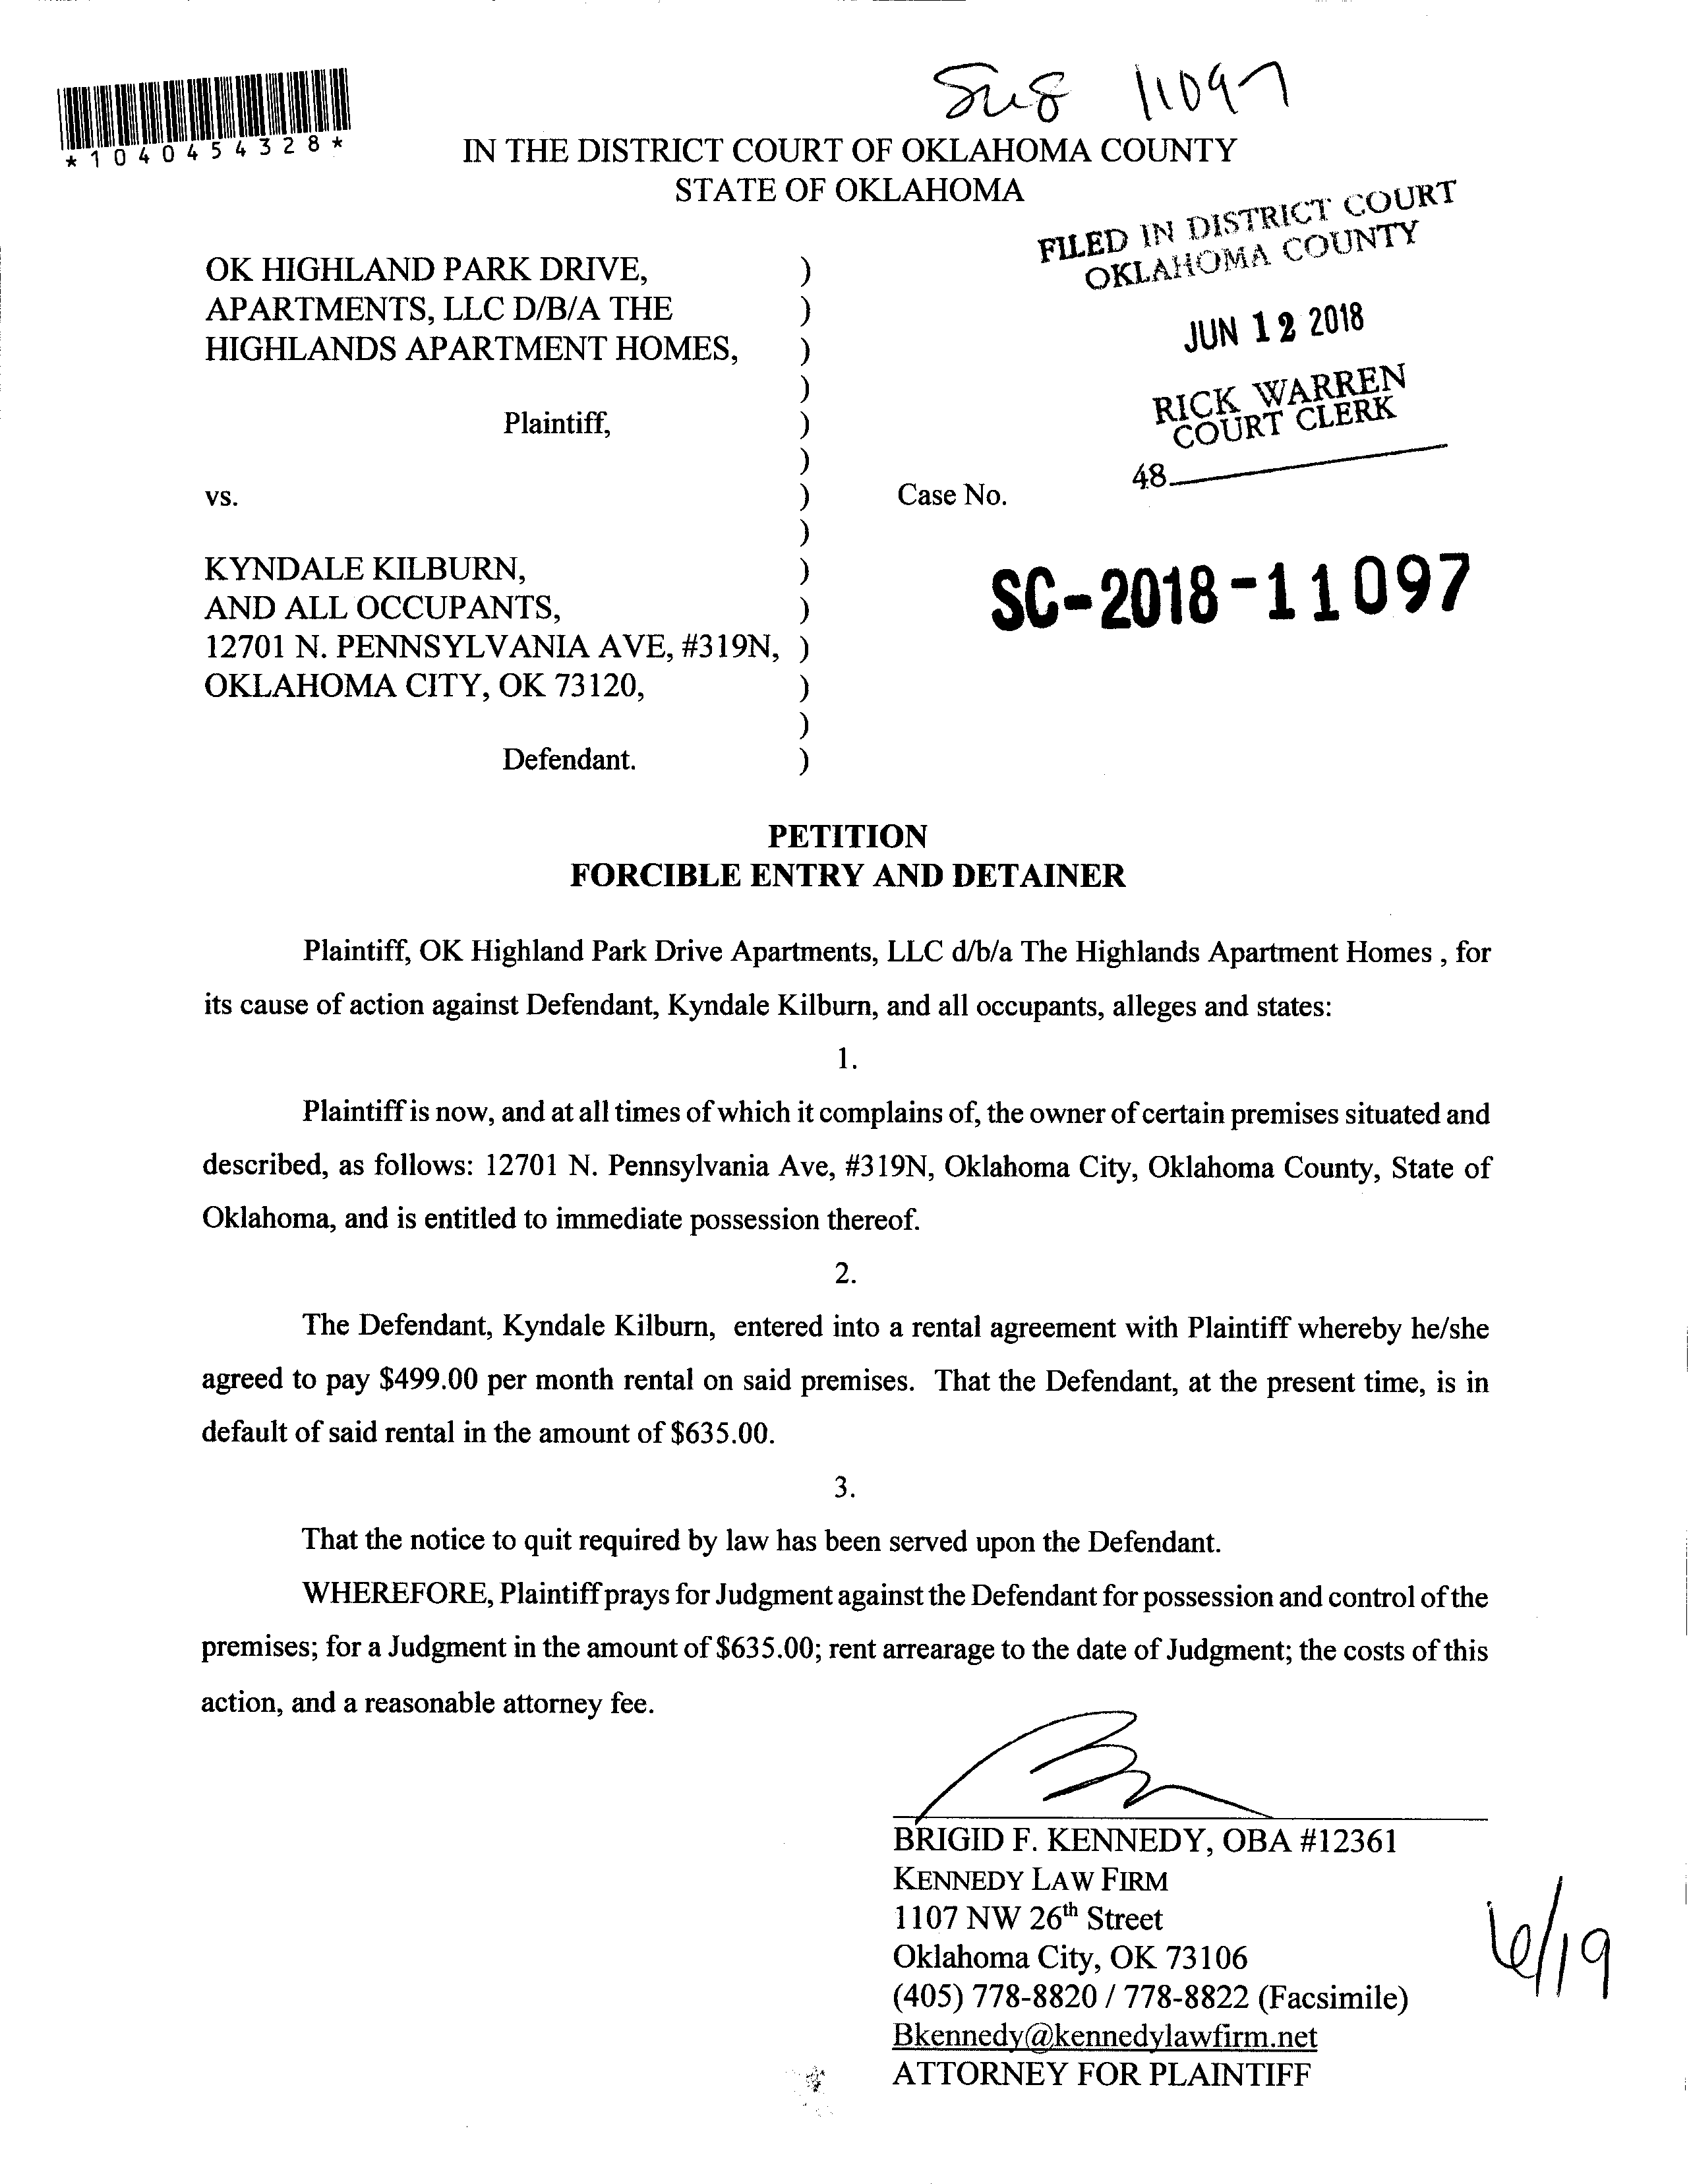 11097
*1040454328*
IN THE DISTRICT COURT OF OKLAHOMA COUNTY
STATE OF OKLAHOMA
FILED IN DISTRICT COURT
OKLAHOMA COUNTY
JUN 12 2018
RICK WARREN
COURT CLERK
48
OK HIGHLAND PARK DRIVE, )
APARTMENTS, LLC D/B/A THE )
HIGHLANDS APARTMENT HOMES, )
)
Plaintiff, )
)
vs. ) Case No.
)
KYNDALE KILBURN, ) SC-2018-11097
AND ALL OCCUPANTS, )
12701 N. PENNSYLVANIA AVE, #319N, )
OKLAHOMA CITY, OK 73120, )
)
Defendant. )
PETITION
FORCIBLE ENTRY AND DETAINER
Plaintiff, OK Highland Park Drive Apartments, LLC d/b/a The Highlands Apartment Homes , for
its cause of action against Defendant, Kyndale Kilburn, and all occupants, alleges and states:
1.
Plaintiff is now, and at all times of which it complains of, the owner of certain premises situated and
described, as follows: 12701 N. Pennsylvania Ave, #319N, Oklahoma City, Oklahoma County, State of
Oklahoma, and is entitled to immediate possession thereof.
2.
The Defendant, Kyndale Kilburn, entered into a rental agreement with Plaintiff whereby he/she
agreed to pay $499.00 per month rental on said premises. That the Defendant, at the present time, is in
default of said rental in the amount of $635.00.
3.
That the notice to quit required by law has been served upon the Defendant.
WHEREFORE, Plaintiff prays for Judgment against the Defendant for possession and control of the
premises; for a Judgment in the amount of $635.00; rent arrearage to the date of Judgment; the costs of this
action, and a reasonable attorney fee.
BRIGID F. KENNEDY, OBA #12361
KENNEDY LAW FIRM
1107 NW 26th Street
Oklahoma City, OK 73106
(405) 778-8820 / 778-8822 (Facsimile)
Bkennedy@kennedylawfirm.net
ATTORNEY FOR PLAINTIFF
6/19